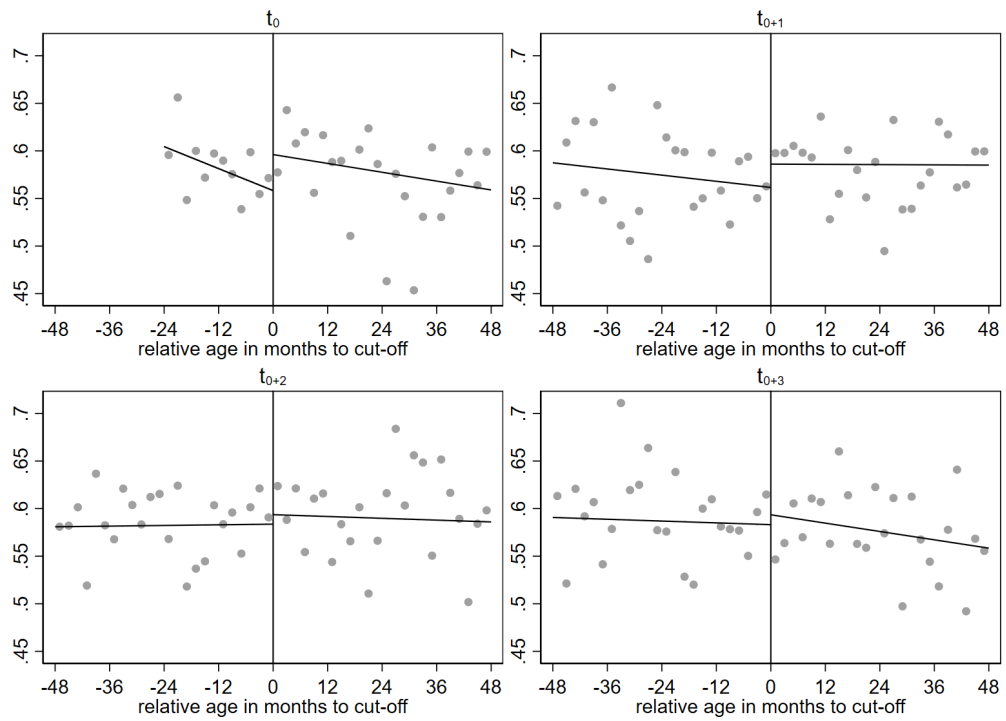 t0
t0+1
.7
.65
.6
.55
.5
.45
-48 -36 -24 -12 0 12 24 36 48
relative age in months to cut-off
.7
.65
.6
.55
.5
.45
-48 -36 -24 -12 0 12 24 36 48
relative age in months to cut-off
t0+2
t0+3
.7
.65
.6
.55
.5
.45
-48 -36 -24 -12 0 12 24 36 48
relative age in months to cut-off
.7
.65
.6
.55
.5
.45
-48 -36 -24 -12 0 12 24 36 48
relative age in months to cut-off